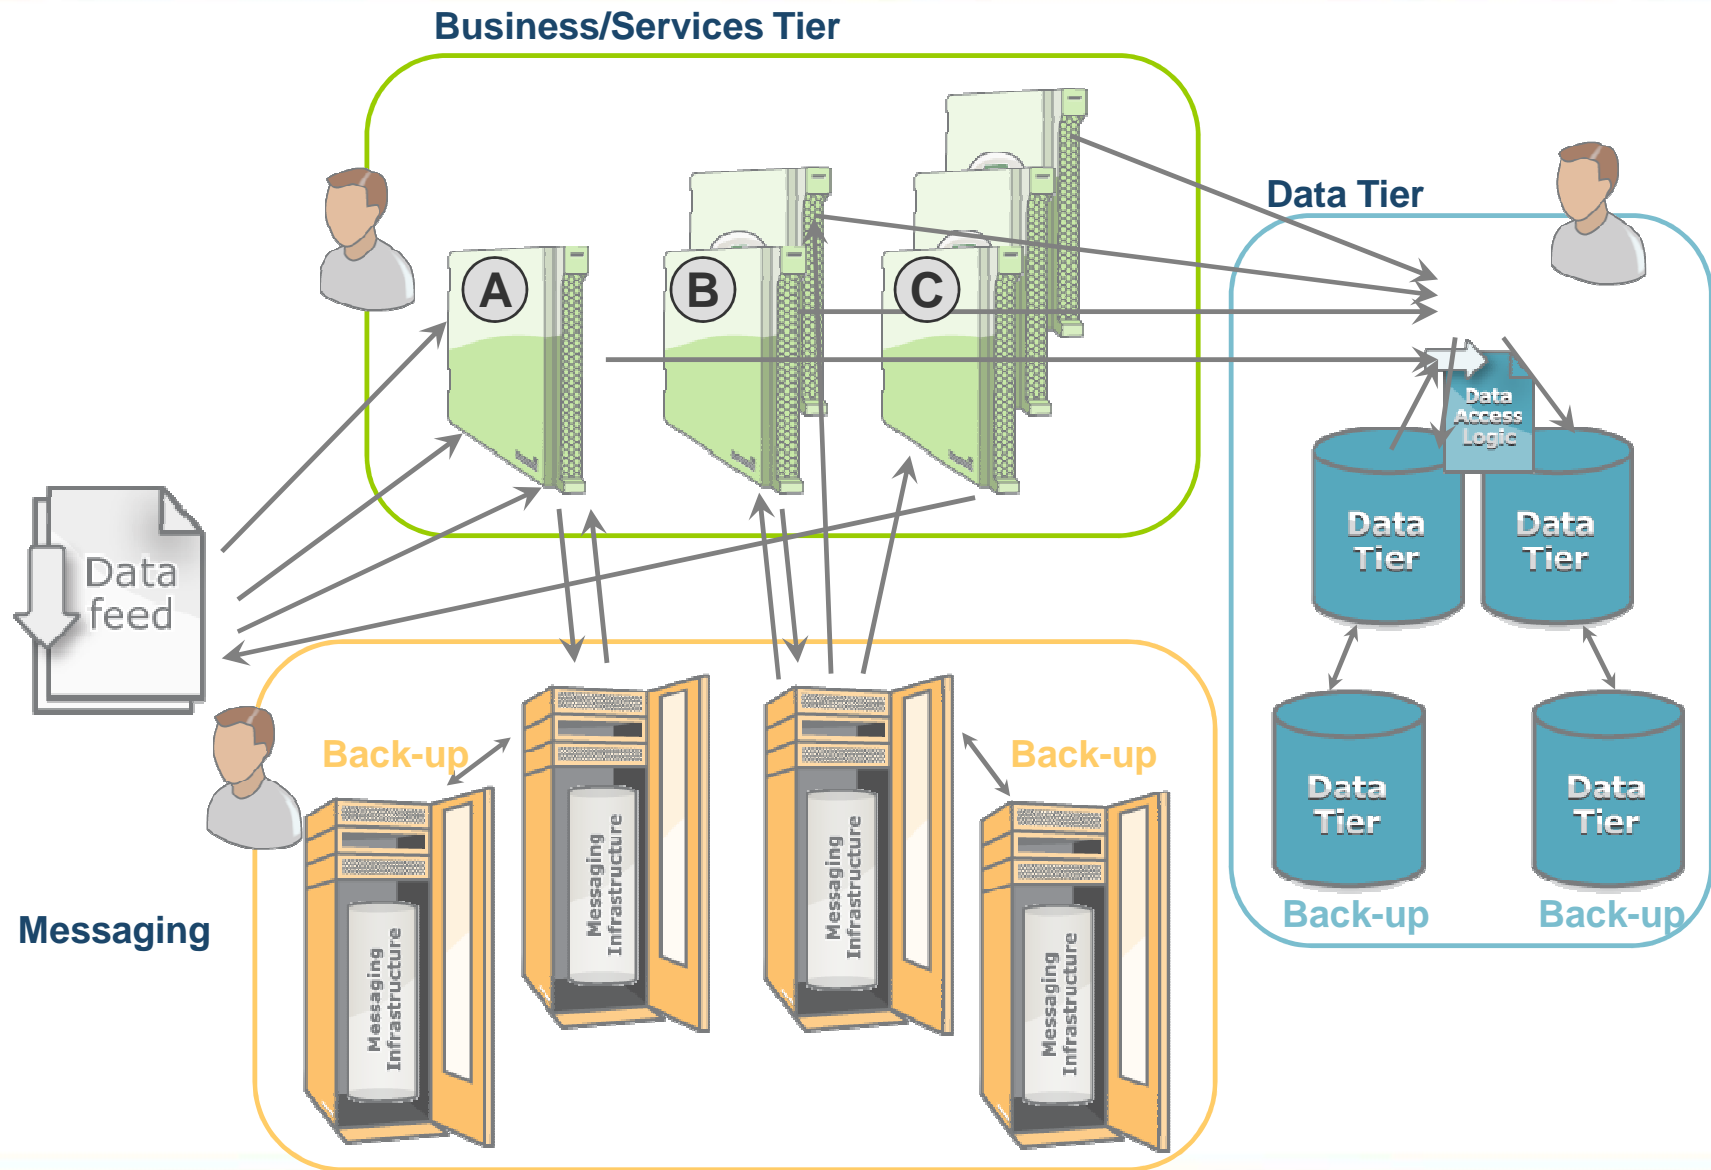 Business/Services Tier
Data Tier
A
B
C
Data
Access
Logic
Data
Tier
Data
Tier
Data
feed
Back-up
Back-up
Messaging
Infrastructure
Messaging
Infrastructure
Messaging
Infrastructure
Messaging
Infrastructure
Data
Tier
Data
Tier
Messaging
Back-up
Back-up